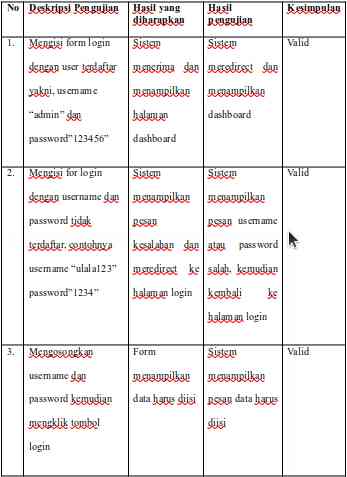 No Deskripsi Pengujian Hasil yang diharapkan Hasil pengujian Kesimpulan
1. Mengisi form login Sistem Sistem Valid
dengan user terdaftar menerima dan meredirect dan
yakni, username menampilkan menampilkan
“admin” dan halaman dashboard
password”123456” dashboard
2. Mengisi for login Sistem Sistem Valid
dengan username dan menampilkan menampilkan
password tidak pesan pesan username
terdaftar, contohnya kesalahan dan atau password
username “ulala123” meredirect ke salah, kemudian
password”1234” halaman login kembali ke
halaman login
3. Mengosongkan Form Sistem Valid
username dan menampilkan menampilkan
password kemudian data harus diisi pesan data harus
mengklik tombol diisi
login